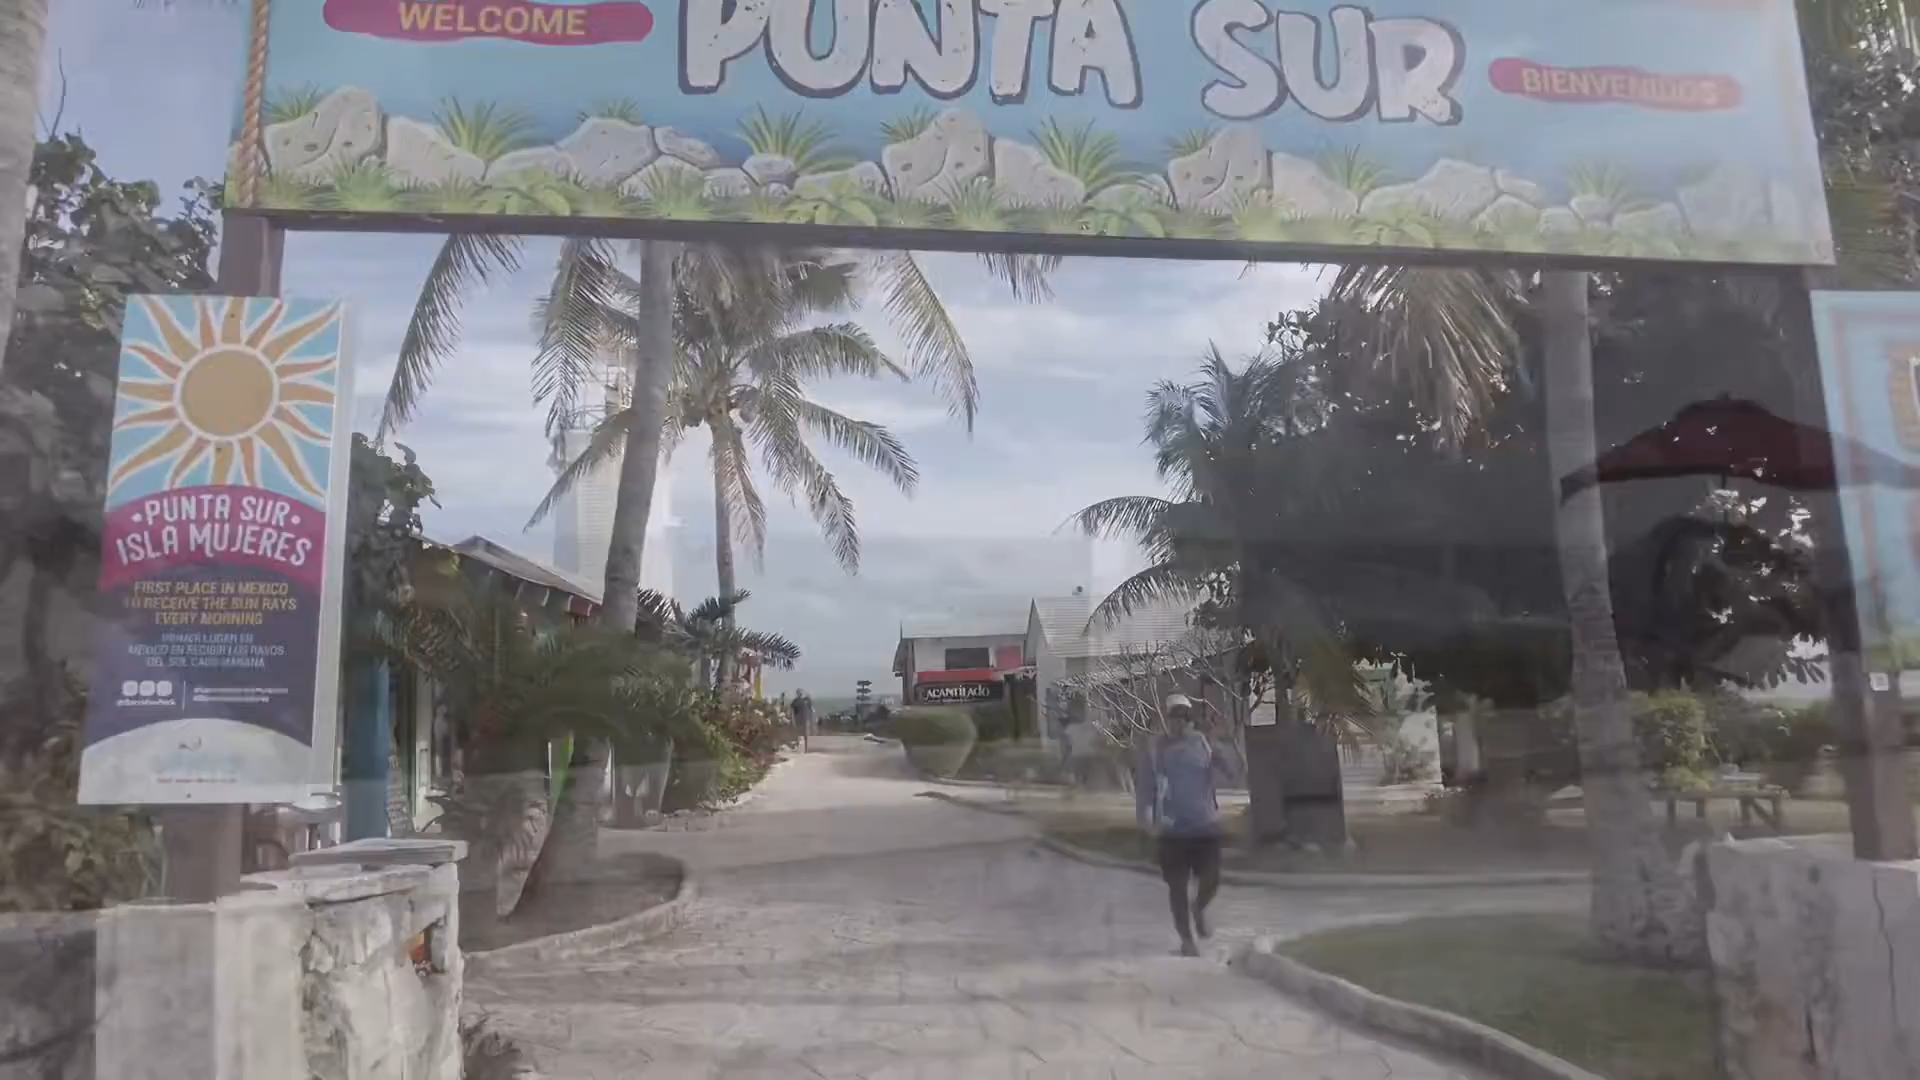 WELCOME
PUNTA SUR
BIENVENIDOS
•PUNTA SUR•
ISLA MUJERES
FIRST PLACE IN MEXICO
TO RECEIVE THE SUN RAYS
EVERY MORNING
PRIMER LUGAR EN
MEXICO EN RECIBIR LOS RAYOS
DEL SOL CADA MAÑANA
ACANTILADO